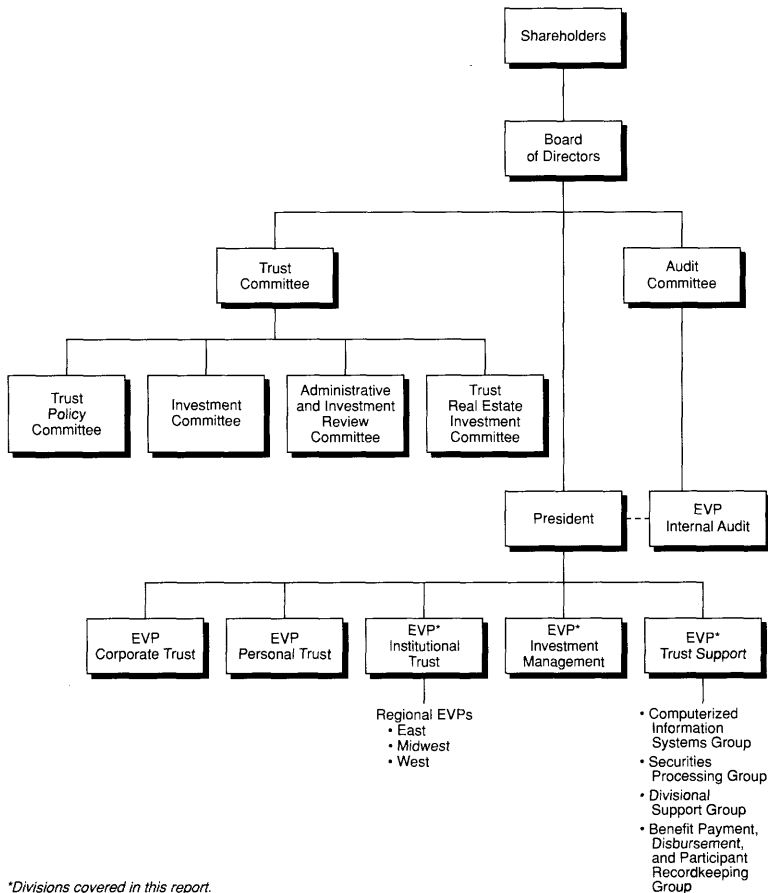 Shareholders
Board
of Directors
Trust
Committee
Audit
Committee
Trust
Policy
Committee
Investment
Committee
Administrative
and Investment
Review
Committee
Trust
Real Estate
Investment
Committee
President
EVP
Internal Audit
EVP
Corporate Trust
EVP
Personal Trust
EVP*
Institutional
Trust
EVP*
Investment
Management
EVP*
Trust Support
Regional EVPs
• East
• Midwest
• West
• Computerized
Information
Systems Group
• Securities
Processing Group
• Divisional
Support Group
• Benefit Payment,
Disbursement,
and Participant
Recordkeeping
Group
*Divisions covered in this report.